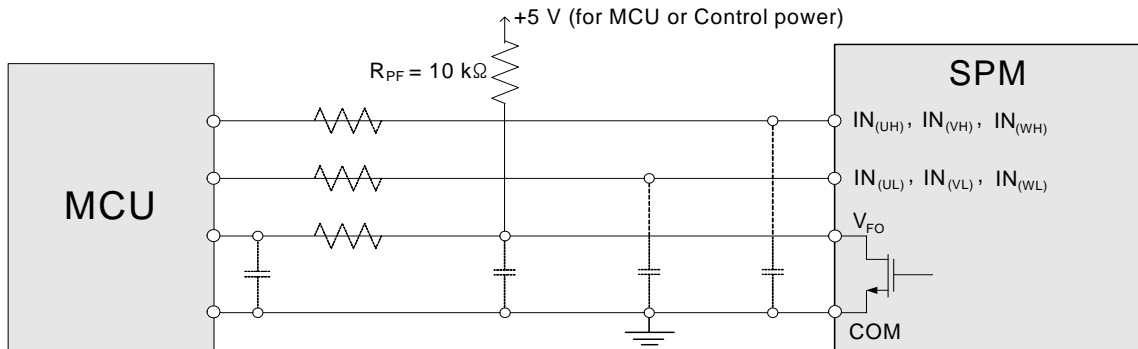 +5 V (for MCU or Control power)
R_PF = 10 kΩ
SPM
MCU
IN_(UH), IN_(VH), IN_(WH)
IN_(UL), IN_(VL), IN_(WL)
V_FO
COM